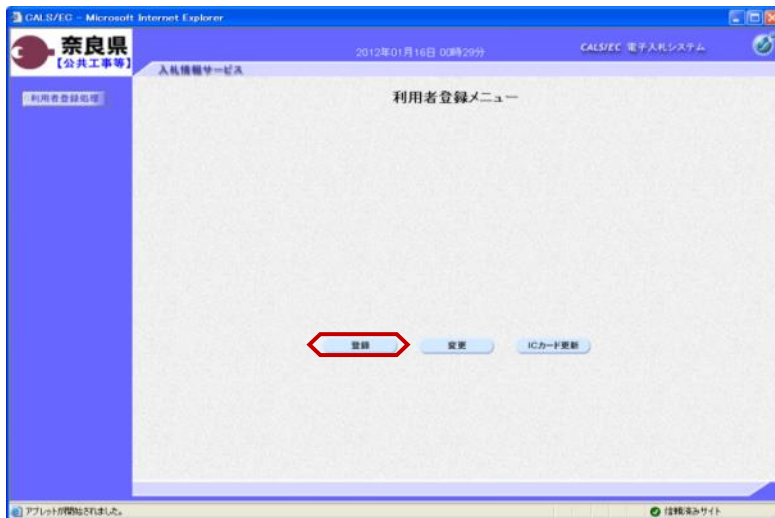 CALS/EC - Microsoft Internet Explorer
奈良県
【公共工事等】
2012年01月16日 00時29分
CALS/EC 電子入札システム
入札情報サービス
利用者登録処理
利用者登録メニュー
登録
変更
ICカード更新
アプレットが開始されました。
信頼済みサイト